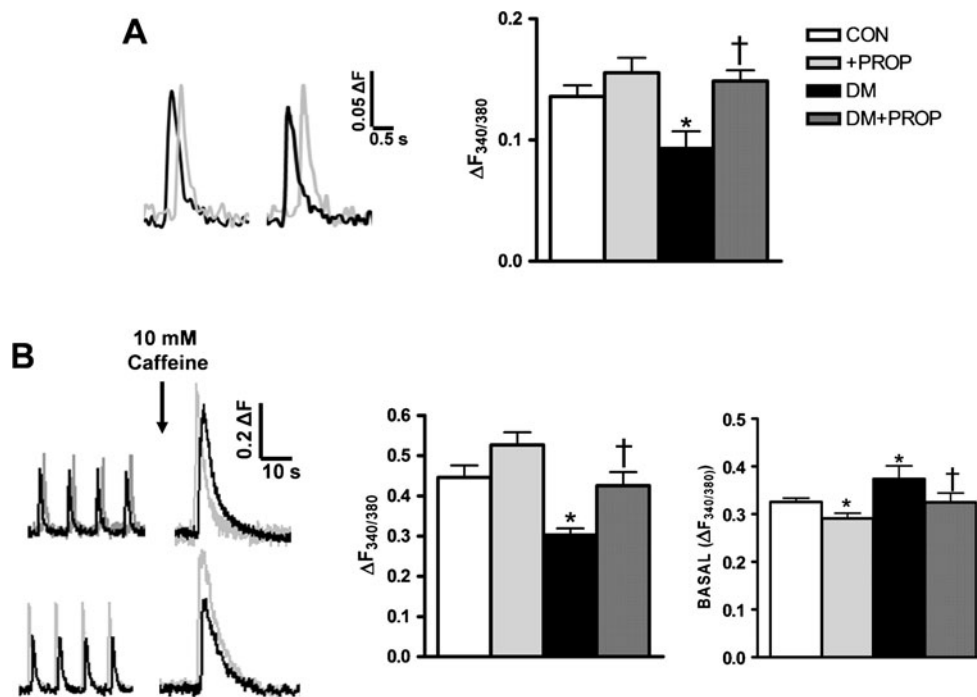 A
0.05 ΔF
0.5 s
ΔF340/380
0.2
0.1
0.0
*
†
CON
+PROP
DM
DM+PROP
B
10 mM
Caffeine
0.2 ΔF
10 s
ΔF340/380
0.6
0.5
0.4
0.3
0.2
0.1
0.0
*
†
BASAL (ΔF340/380))
0.5
0.4
0.3
0.2
0.1
0.0
*
*
†